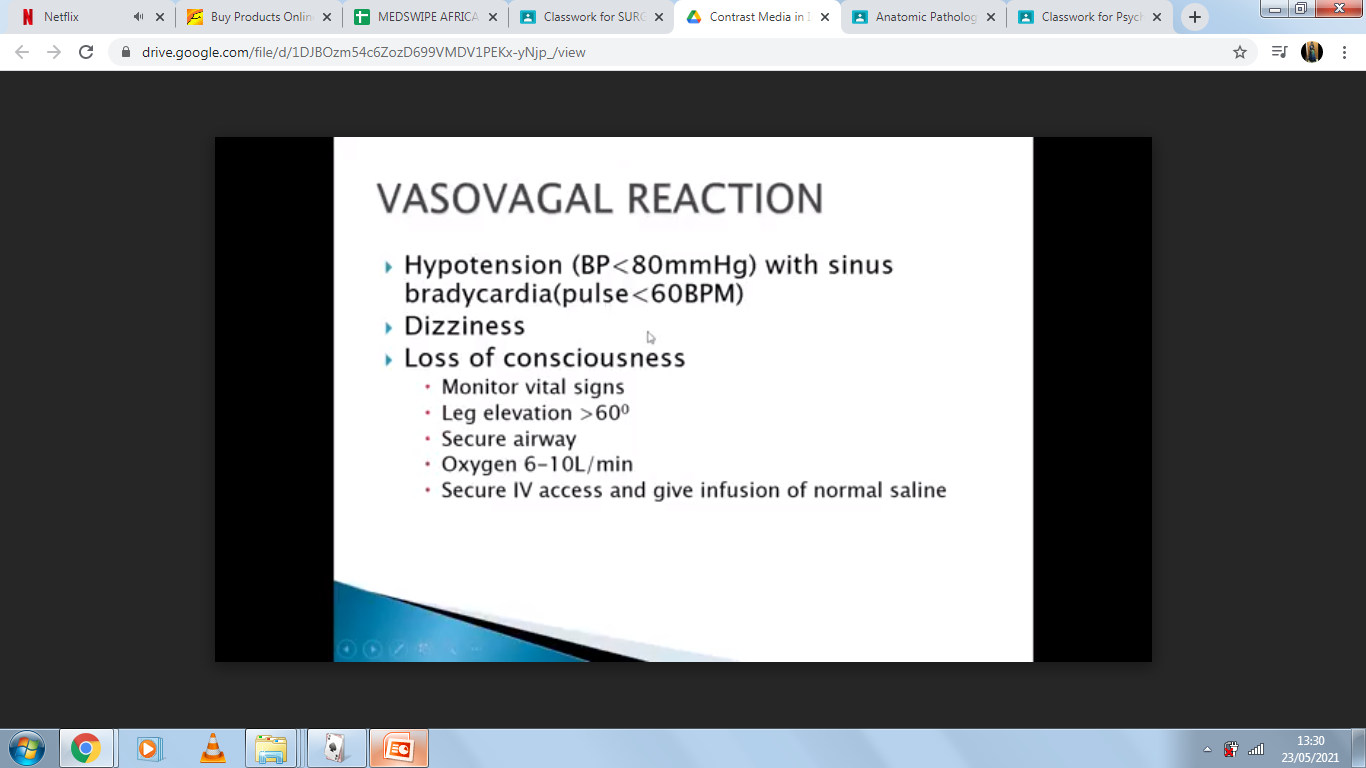 Netflix
Buy Products Onlin
MEDSWIPE AFRICA
Classwork for SURG
Contrast Media in I
Anatomic Patholog
Classwork for Psych
drive.google.com/file/d/1DJBOzm54c6ZozD699VMDV1PEKx-yNjp_/view
VASOVAGAL REACTION
Hypotension (BP<80mmHg) with sinus
bradycardia(pulse<60BPM)
Dizziness
Loss of consciousness
Monitor vital signs
Leg elevation >60⁰
Secure airway
Oxygen 6-10L/min
Secure IV access and give infusion of normal saline
13:30
23/05/2021